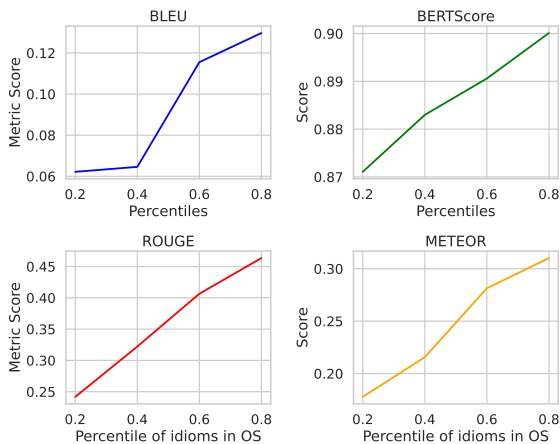 BLEU
Metric Score
0.12
0.10
0.08
0.06
0.2 0.4 0.6 0.8
Percentiles
BERTScore
Score
0.90
0.89
0.88
0.87
0.2 0.4 0.6 0.8
Percentiles
ROUGE
Metric Score
0.45
0.40
0.35
0.30
0.25
0.2 0.4 0.6 0.8
Percentile of idioms in OS
METEOR
Score
0.30
0.25
0.20
0.2 0.4 0.6 0.8
Percentile of idioms in OS